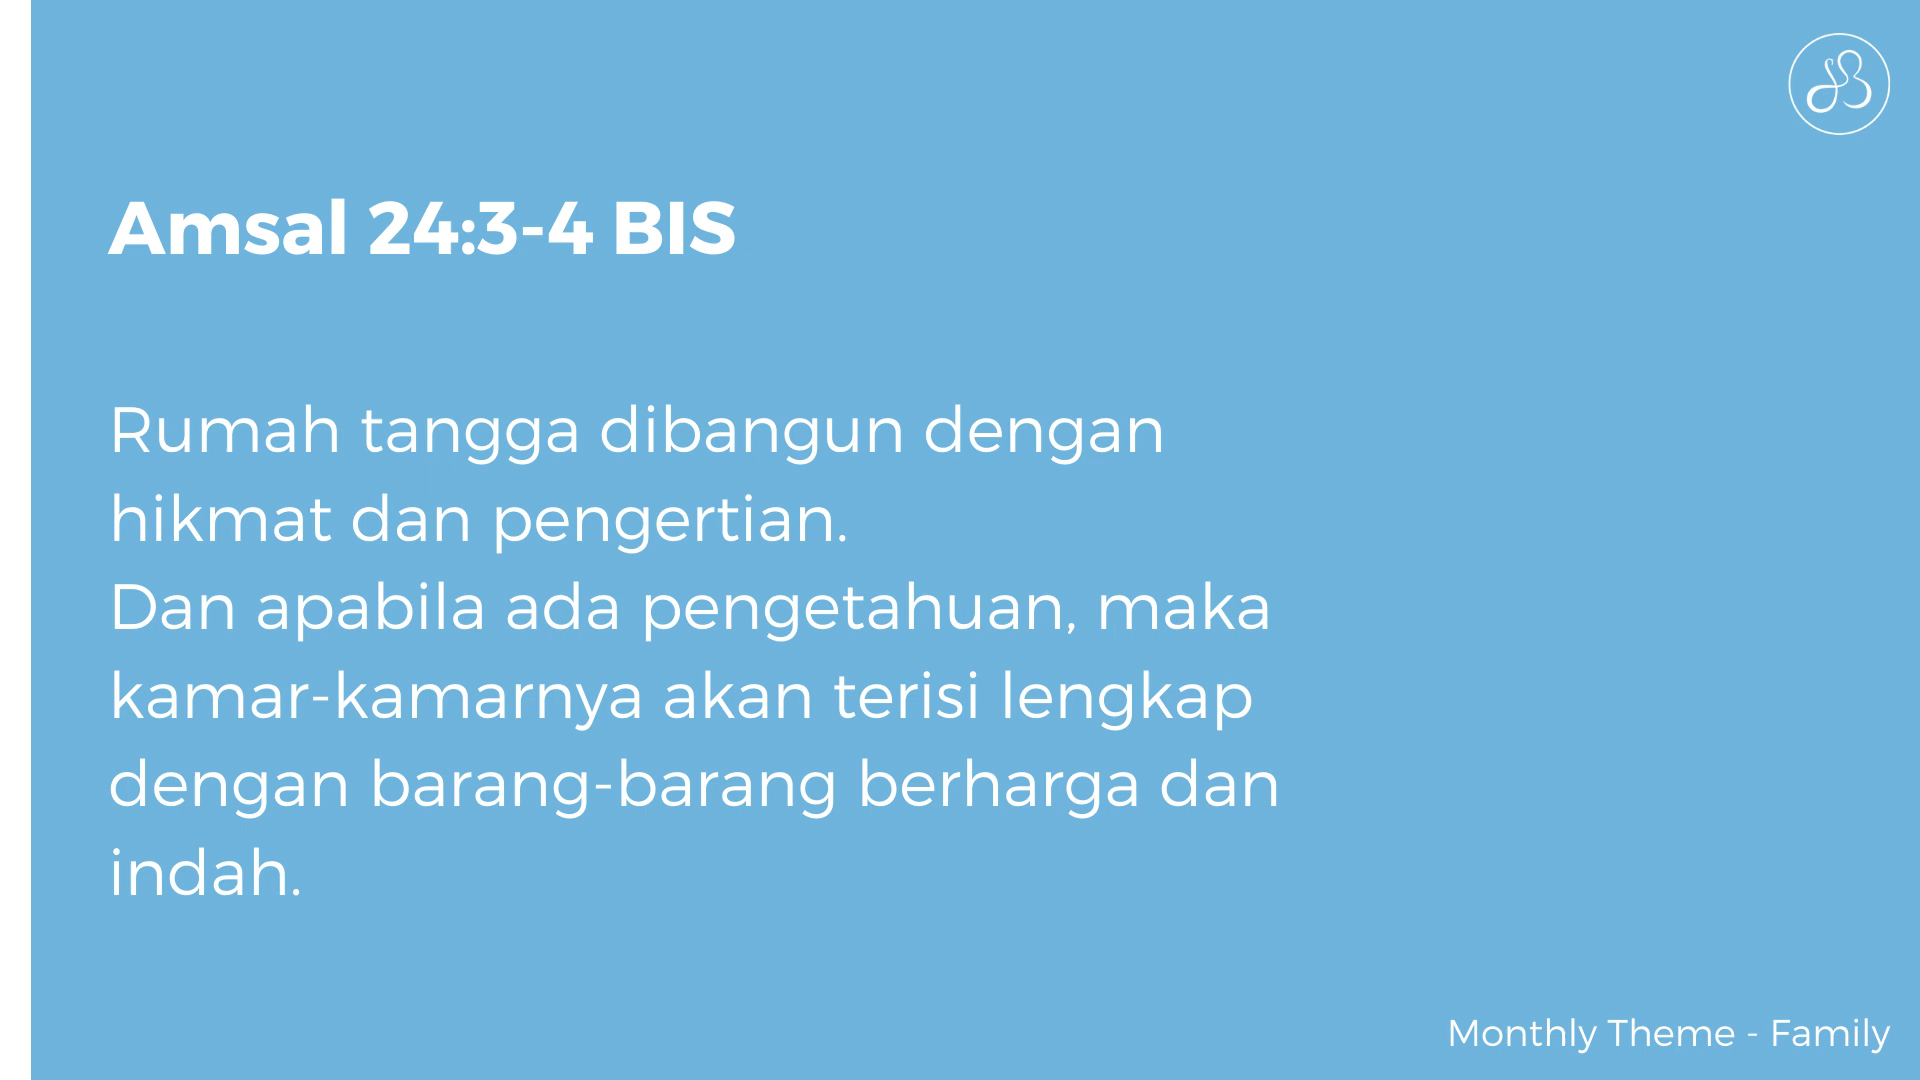 Amsal 24:3-4 BIS
Rumah tangga dibangun dengan
hikmat dan pengertian.
Dan apabila ada pengetahuan, maka
kamar-kamarnya akan terisi lengkap
dengan barang-barang berharga dan
indah.
Monthly Theme - Family